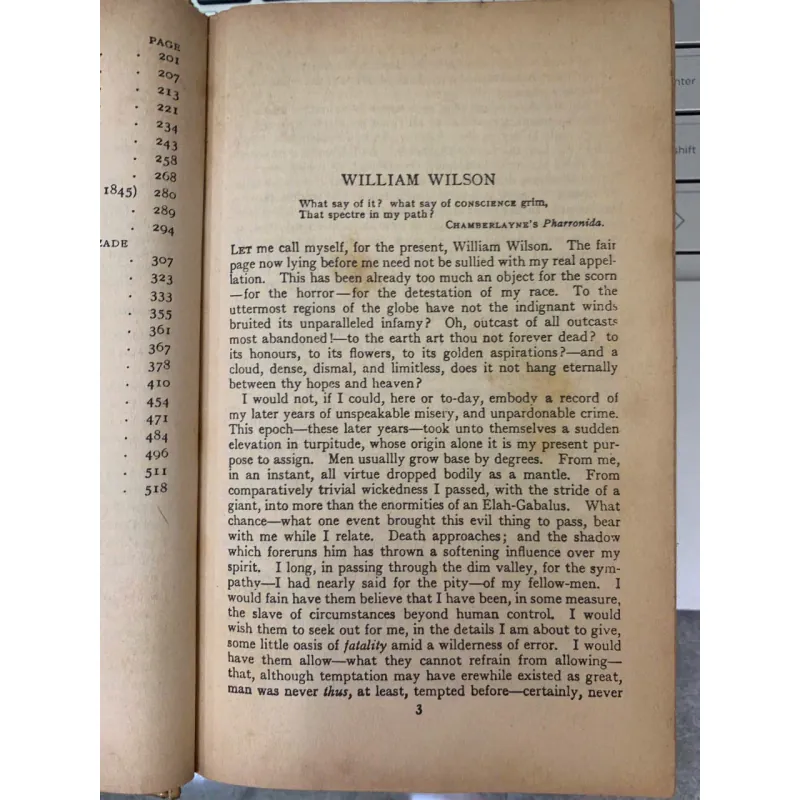 PAGE
· · 201
· 207
· 213
· 221
· 234
· 243
· 258
· 268
1845) 280
· 289
· 294
ZADE
· 307
· 323
· 333
· 355
· 361
· 367
· 378
· 410
· 454
· 471
· 484
· 496
· 511
· 518
WILLIAM WILSON
What say of it? what say of CONSCIENCE grim,
That spectre in my path?
CHAMBERLAYNE'S Pharronida.
LET me call myself, for the present, William Wilson. The fair
page now lying before me need not be sullied with my real appel-
lation. This has been already too much an object for the scorn
—for the horror—for the detestation of my race. To the
uttermost regions of the globe have not the indignant winds
bruited its unparalleled infamy? Oh, outcast of all outcasts
most abandoned!—to the earth art thou not forever dead? to
its honours, to its flowers, to its golden aspirations?—and a
cloud, dense, dismal, and limitless, does it not hang eternally
between thy hopes and heaven?
I would not, if I could, here or to-day, embody a record of
my later years of unspeakable misery, and unpardonable crime.
This epoch—these later years—took unto themselves a sudden
elevation in turpitude, whose origin alone it is my present pur-
pose to assign. Men usuallly grow base by degrees. From me,
in an instant, all virtue dropped bodily as a mantle. From
comparatively trivial wickedness I passed, with the stride of a
giant, into more than the enormities of an Elah-Gabalus. What
chance—what one event brought this evil thing to pass, bear
with me while I relate. Death approaches; and the shadow
which foreruns him has thrown a softening influence over my
spirit. I long, in passing through the dim valley, for the sym-
pathy—I had nearly said for the pity—of my fellow-men. I
would fain have them believe that I have been, in some measure,
the slave of circumstances beyond human control. I would
wish them to seek out for me, in the details I am about to give,
some little oasis of fatality amid a wilderness of error. I would
have them allow—what they cannot refrain from allowing—
that, although temptation may have erewhile existed as great,
man was never thus, at least, tempted before—certainly, never
3
nter
shift